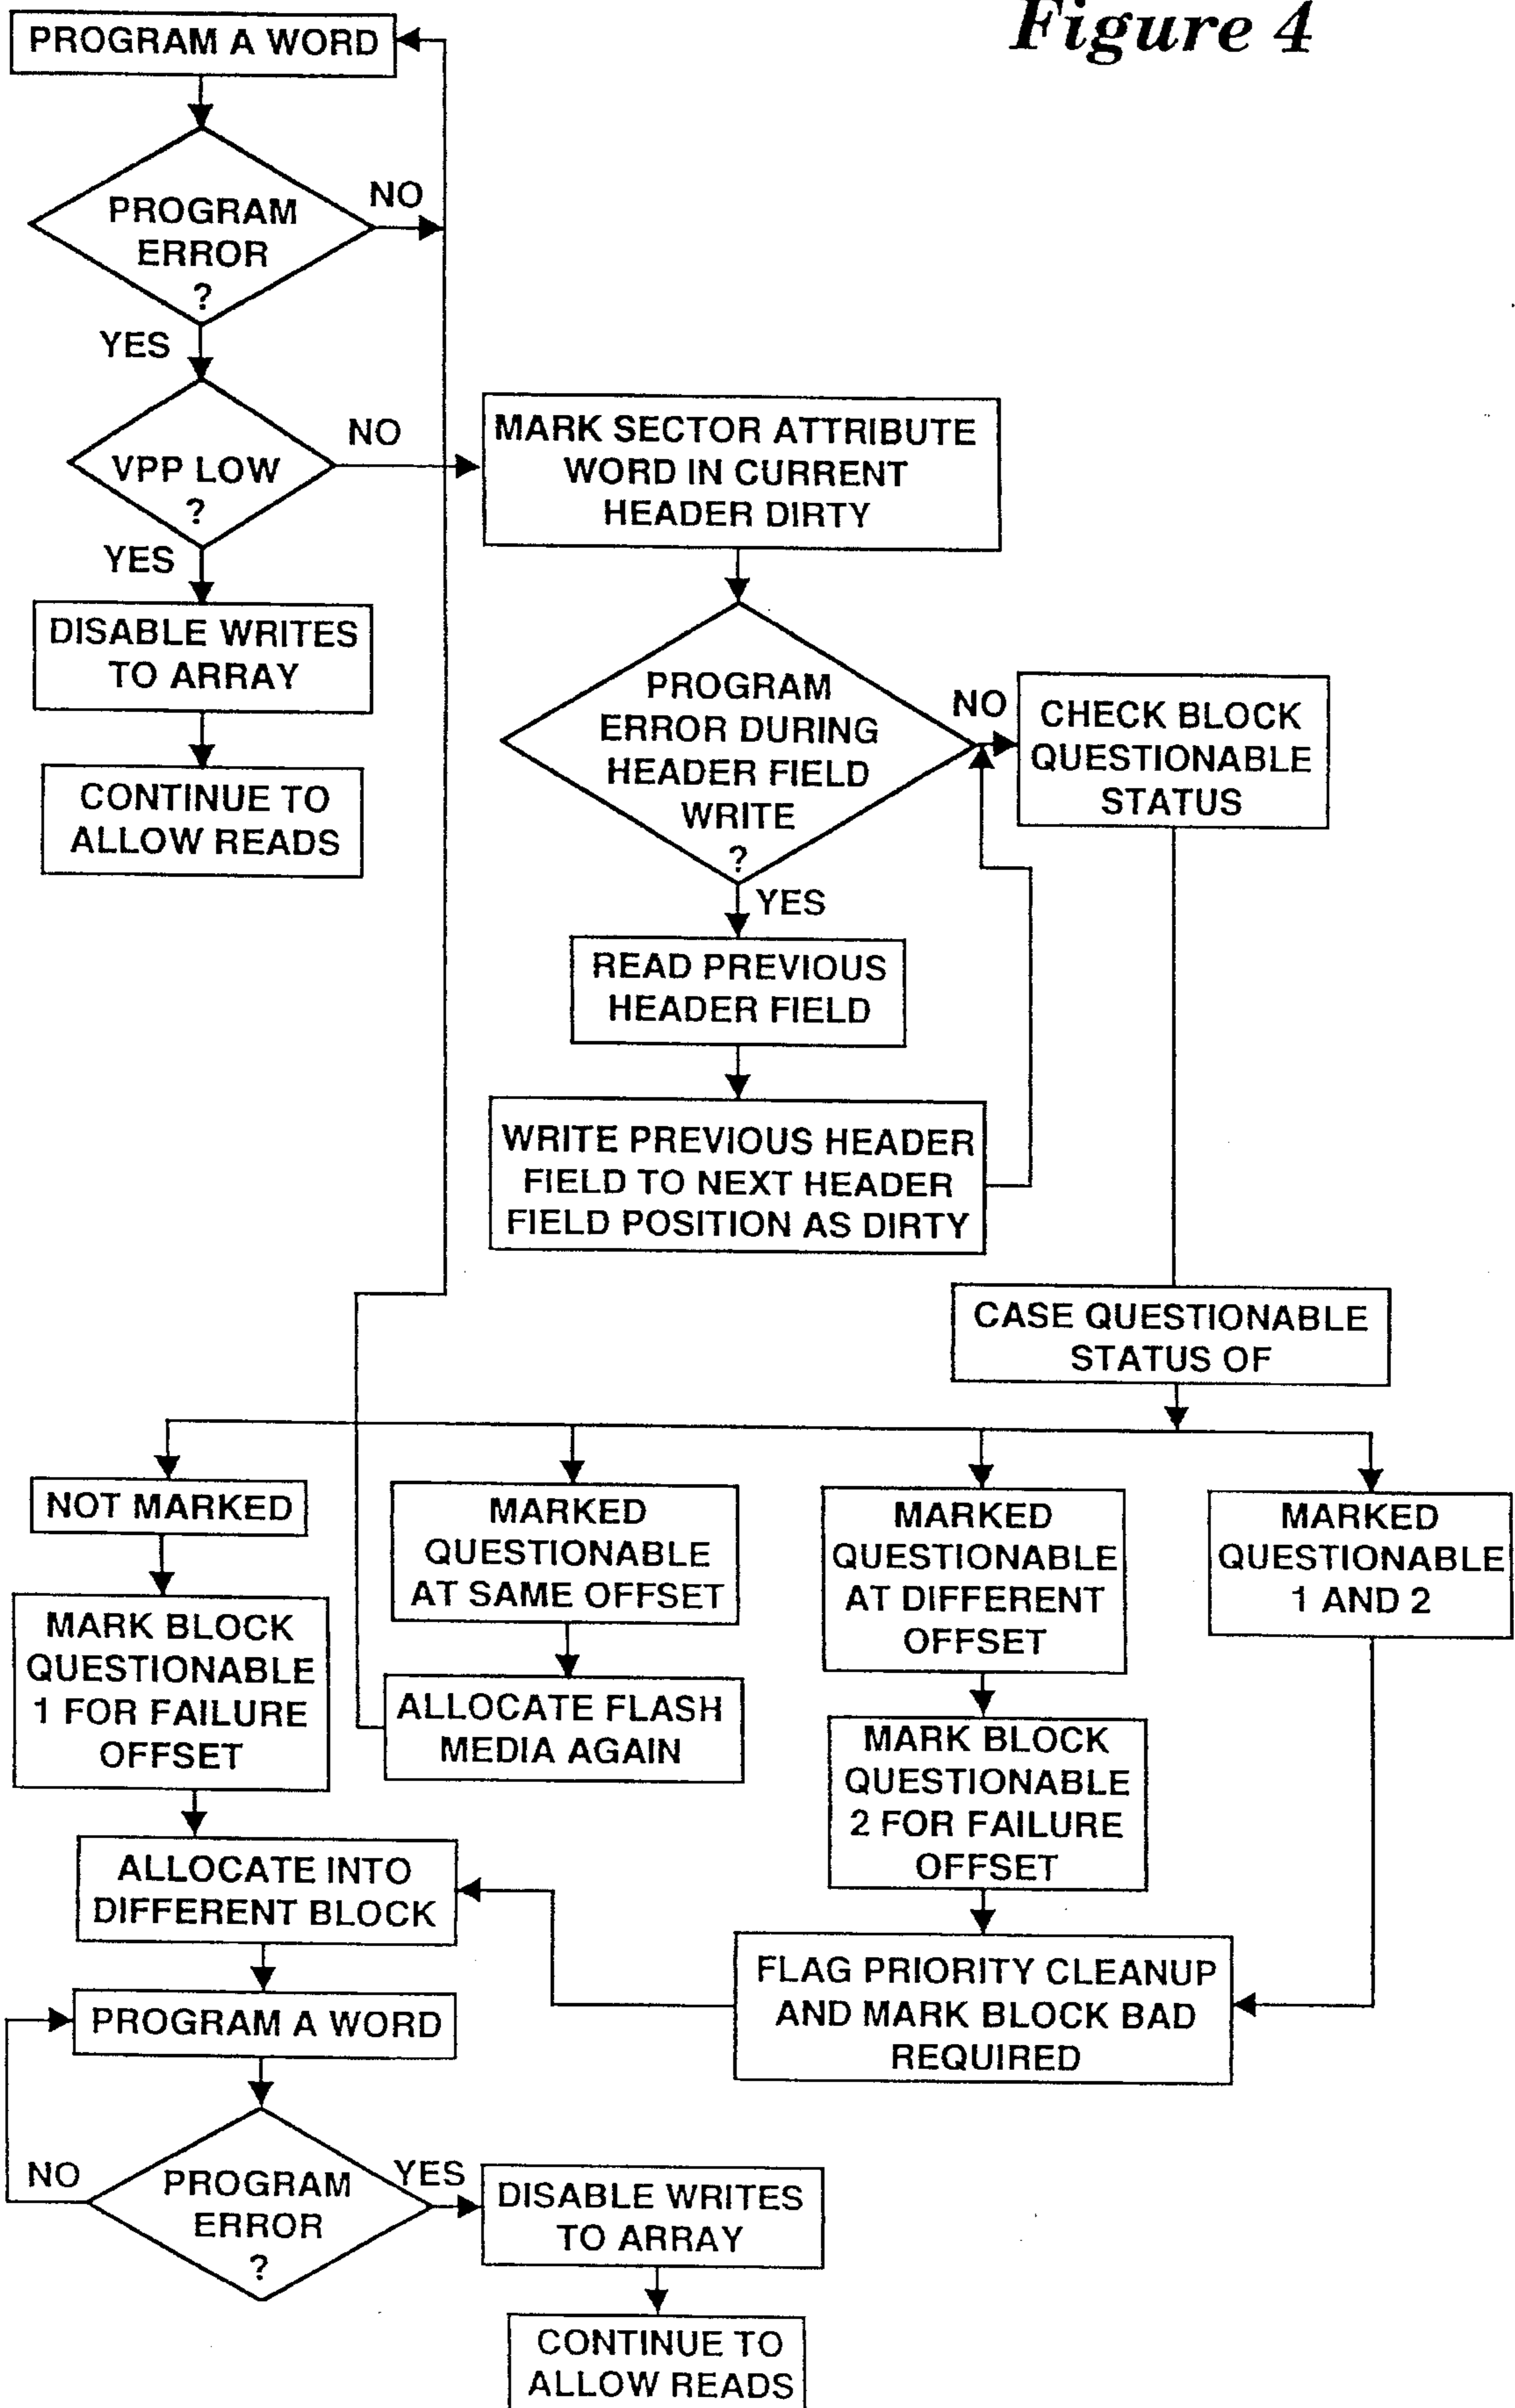 Figure 4
PROGRAM A WORD
PROGRAM
ERROR
?
NO
YES
VPP LOW
?
NO
YES
DISABLE WRITES
TO ARRAY
CONTINUE TO
ALLOW READS
MARK SECTOR ATTRIBUTE
WORD IN CURRENT
HEADER DIRTY
PROGRAM
ERROR DURING
HEADER FIELD
WRITE
?
NO
YES
CHECK BLOCK
QUESTIONABLE
STATUS
READ PREVIOUS
HEADER FIELD
WRITE PREVIOUS HEADER
FIELD TO NEXT HEADER
FIELD POSITION AS DIRTY
CASE QUESTIONABLE
STATUS OF
NOT MARKED
MARK BLOCK
QUESTIONABLE
1 FOR FAILURE
OFFSET
MARKED
QUESTIONABLE
AT SAME OFFSET
ALLOCATE FLASH
MEDIA AGAIN
MARKED
QUESTIONABLE
AT DIFFERENT
OFFSET
MARK BLOCK
QUESTIONABLE
2 FOR FAILURE
OFFSET
MARKED
QUESTIONABLE
1 AND 2
FLAG PRIORITY CLEANUP
AND MARK BLOCK BAD
REQUIRED
ALLOCATE INTO
DIFFERENT BLOCK
PROGRAM A WORD
PROGRAM
ERROR
?
NO
YES
DISABLE WRITES
TO ARRAY
CONTINUE TO
ALLOW READS